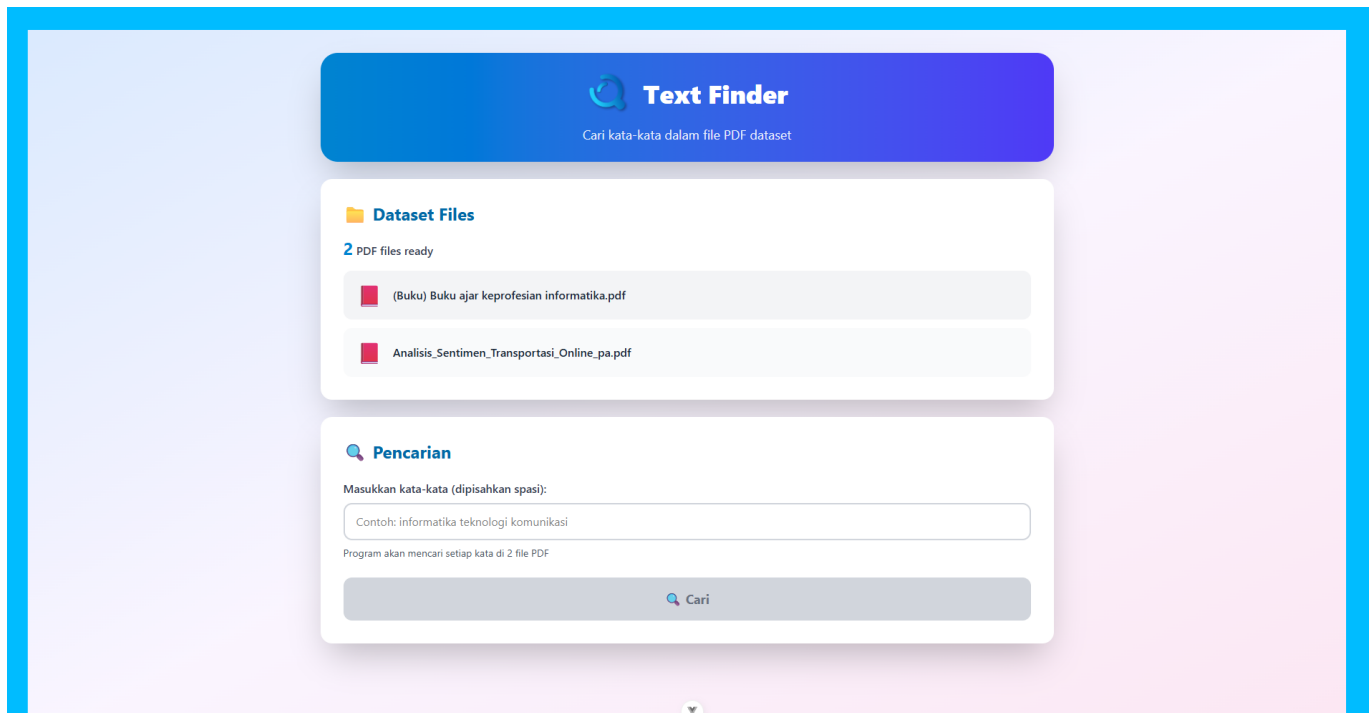 Text Finder
Cari kata-kata dalam file PDF dataset
Dataset Files
2 PDF files ready
(Buku) Buku ajar keprofesian informatika.pdf
Analisis_Sentimen_Transportasi_Online_pa.pdf
Pencarian
Masukkan kata-kata (dipisahkan spasi):
Contoh: informatika teknologi komunikasi
Program akan mencari setiap kata di 2 file PDF
Cari